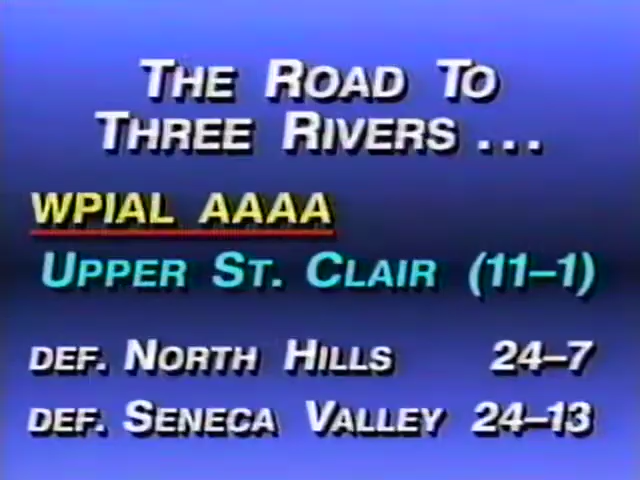 THE ROAD TO
THREE RIVERS...
WPIAL AAAA
UPPER ST. CLAIR (11-1)
DEF. NORTH HILLS 24-7
DEF. SENECA VALLEY 24-13